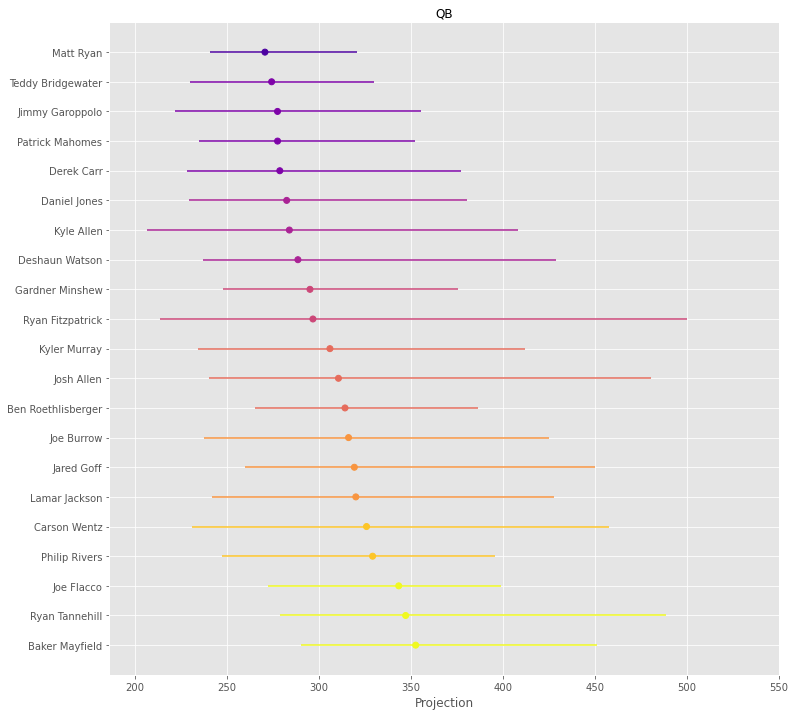 QB
Matt Ryan
Teddy Bridgewater
Jimmy Garoppolo
Patrick Mahomes
Derek Carr
Daniel Jones
Kyle Allen
Deshaun Watson
Gardner Minshew
Ryan Fitzpatrick
Kyler Murray
Josh Allen
Ben Roethlisberger
Joe Burrow
Jared Goff
Lamar Jackson
Carson Wentz
Philip Rivers
Joe Flacco
Ryan Tannehill
Baker Mayfield
200 250 300 350 400 450 500 550
Projection